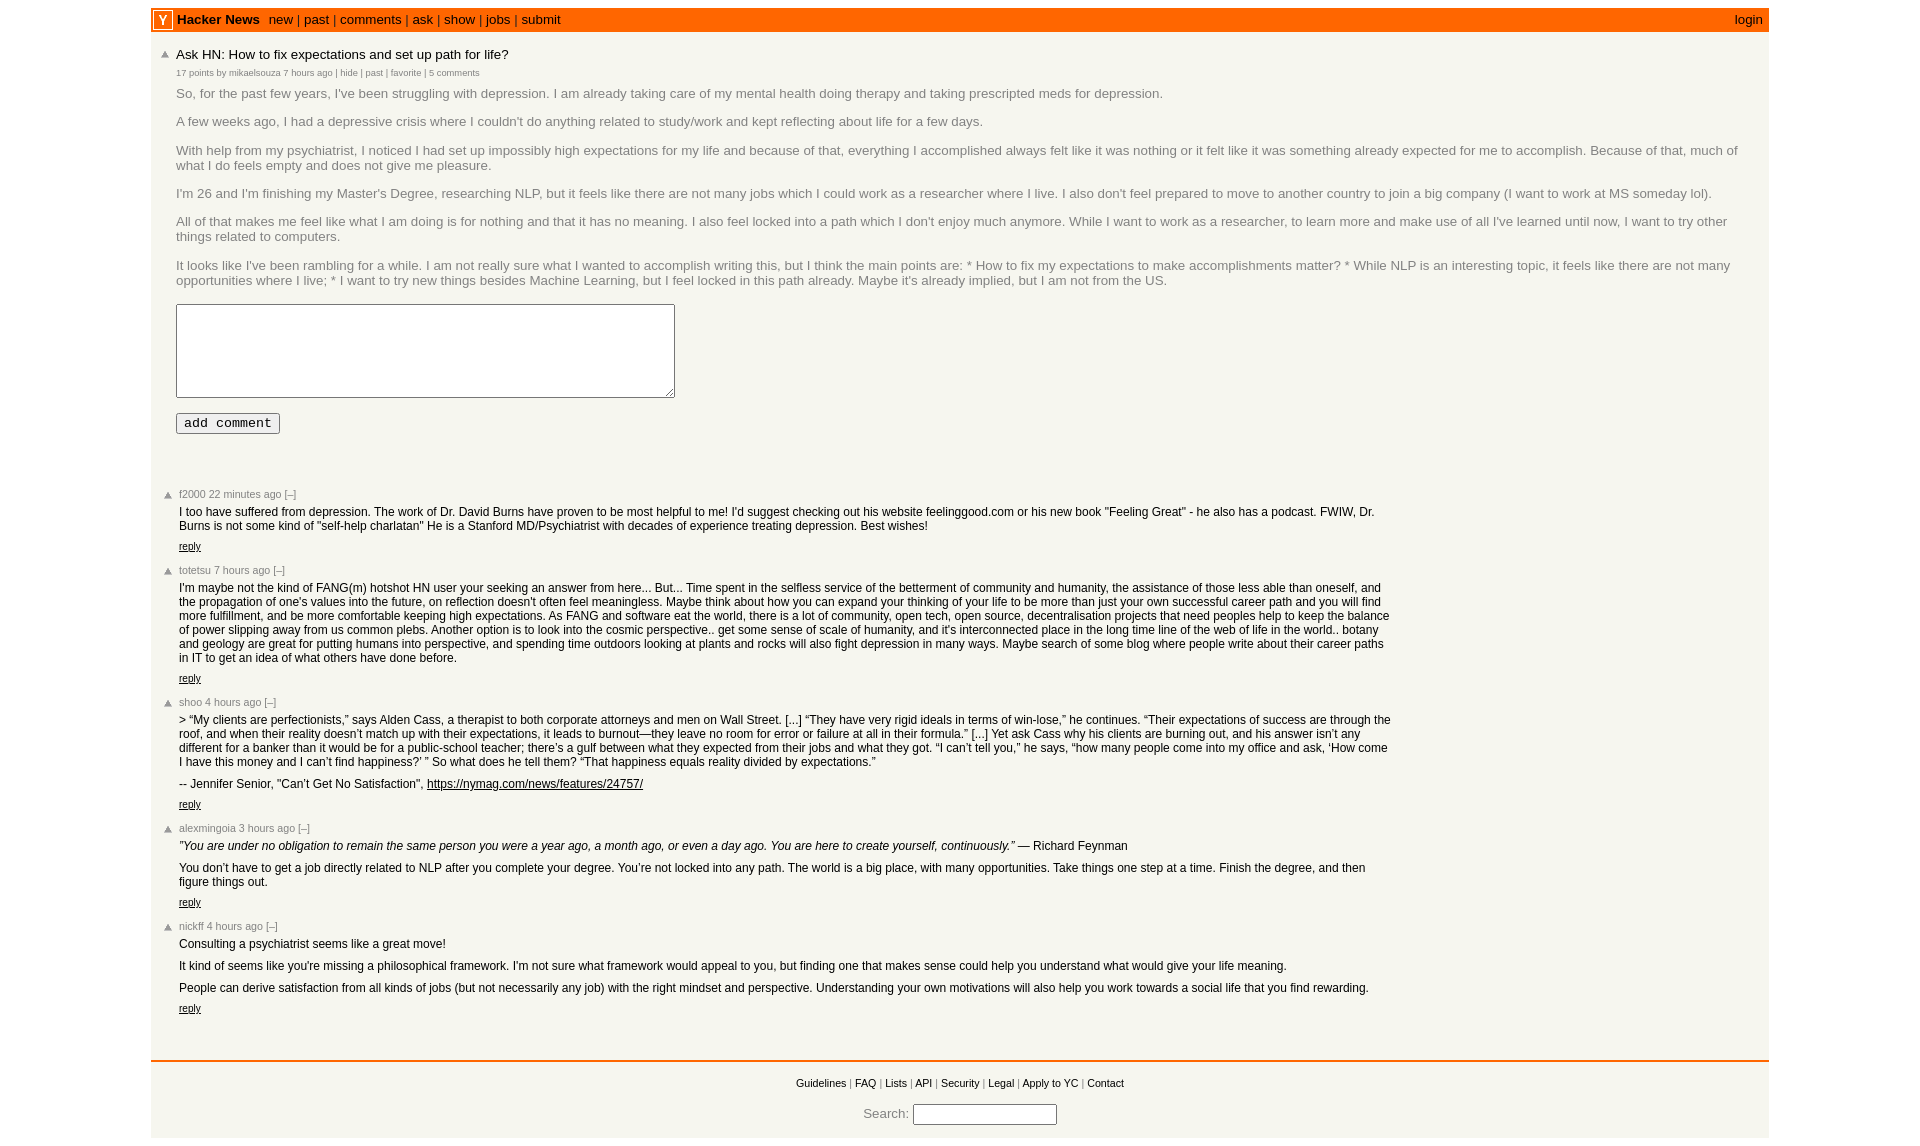 Y Hacker News new | past | comments | ask | show | jobs | submit login
Ask HN: How to fix expectations and set up path for life?
17 points by mikaelsouza 7 hours ago | hide | past | favorite | 5 comments
So, for the past few years, I've been struggling with depression. I am already taking care of my mental health doing therapy and taking prescripted meds for depression.
A few weeks ago, I had a depressive crisis where I couldn't do anything related to study/work and kept reflecting about life for a few days.
With help from my psychiatrist, I noticed I had set up impossibly high expectations for my life and because of that, everything I accomplished always felt like it was nothing or it felt like it was something already expected for me to accomplish. Because of that, much of
what I do feels empty and does not give me pleasure.
I'm 26 and I'm finishing my Master's Degree, researching NLP, but it feels like there are not many jobs which I could work as a researcher where I live. I also don't feel prepared to move to another country to join a big company (I want to work at MS someday lol).
All of that makes me feel like what I am doing is for nothing and that it has no meaning. I also feel locked into a path which I don't enjoy much anymore. While I want to work as a researcher, to learn more and make use of all I've learned until now, I want to try other
things related to computers.
It looks like I've been rambling for a while. I am not really sure what I wanted to accomplish writing this, but I think the main points are: * How to fix my expectations to make accomplishments matter? * While NLP is an interesting topic, it feels like there are not many
opportunities where I live; * I want to try new things besides Machine Learning, but I feel locked in this path already. Maybe it's already implied, but I am not from the US.
add comment
f2000 22 minutes ago [–]
I too have suffered from depression. The work of Dr. David Burns have proven to be most helpful to me! I'd suggest checking out his website feelinggood.com or his new book "Feeling Great" - he also has a podcast. FWIW, Dr.
Burns is not some kind of "self-help charlatan" He is a Stanford MD/Psychiatrist with decades of experience treating depression. Best wishes!
reply
totetsu 7 hours ago [–]
I'm maybe not the kind of FANG(m) hotshot HN user your seeking an answer from here... But... Time spent in the selfless service of the betterment of community and humanity, the assistance of those less able than oneself, and
the propagation of one's values into the future, on reflection doesn't often feel meaningless. Maybe think about how you can expand your thinking of your life to be more than just your own successful career path and you will find
more fulfillment, and be more comfortable keeping high expectations. As FANG and software eat the world, there is a lot of community, open tech, open source, decentralisation projects that need peoples help to keep the balance
of power slipping away from us common plebs. Another option is to look into the cosmic perspective.. get some sense of scale of humanity, and it's interconnected place in the long time line of the web of life in the world.. botany
and geology are great for putting humans into perspective, and spending time outdoors looking at plants and rocks will also fight depression in many ways. Maybe search of some blog where people write about their career paths
in IT to get an idea of what others have done before.
reply
shoo 4 hours ago [–]
> “My clients are perfectionists,” says Alden Cass, a therapist to both corporate attorneys and men on Wall Street. [...] “They have very rigid ideals in terms of win-lose,” he continues. “Their expectations of success are through the
roof, and when their reality doesn’t match up with their expectations, it leads to burnout—they leave no room for error or failure at all in their formula.” [...] Yet ask Cass why his clients are burning out, and his answer isn’t any
different for a banker than it would be for a public-school teacher; there’s a gulf between what they expected from their jobs and what they got. “I can’t tell you,” he says, “how many people come into my office and ask, ‘How come
I have this money and I can’t find happiness?’ ” So what does he tell them? “That happiness equals reality divided by expectations.”
-- Jennifer Senior, "Can’t Get No Satisfaction", https://nymag.com/news/features/24757/
reply
alexmingoia 3 hours ago [–]
”You are under no obligation to remain the same person you were a year ago, a month ago, or even a day ago. You are here to create yourself, continuously.” — Richard Feynman
You don’t have to get a job directly related to NLP after you complete your degree. You’re not locked into any path. The world is a big place, with many opportunities. Take things one step at a time. Finish the degree, and then
figure things out.
reply
nickff 4 hours ago [–]
Consulting a psychiatrist seems like a great move!
It kind of seems like you're missing a philosophical framework. I'm not sure what framework would appeal to you, but finding one that makes sense could help you understand what would give your life meaning.
People can derive satisfaction from all kinds of jobs (but not necessarily any job) with the right mindset and perspective. Understanding your own motivations will also help you work towards a social life that you find rewarding.
reply
Guidelines | FAQ | Lists | API | Security | Legal | Apply to YC | Contact
Search: